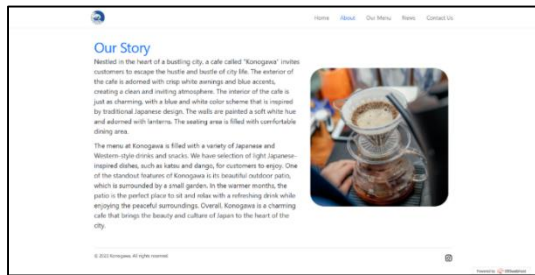 Home About Our Menu News Contact Us
Our Story
Nestled in the heart of a bustling city, a cafe called "Konogawa" invites
customers to escape the hustle and bustle of city life. The exterior of
the cafe is adorned with crisp white awnings and blue accents,
creating a clean and inviting atmosphere. The interior of the cafe is
just as charming, with a blue and white color scheme that is inspired
by traditional Japanese design. The walls are painted a soft white hue
and adorned with lanterns. The seating area is filled with comfortable
dining area.
The menu at Konogawa is filled with a variety of Japanese and
Western-style drinks and snacks. We have selection of light Japanese-
inspired dishes, such as katsu and dango, for customers to enjoy. One
of the standout features of Konogawa is its beautiful outdoor patio,
which is surrounded by a small garden. In the warmer months, the
patio is the perfect place to sit and relax with a refreshing drink while
enjoying the peaceful surroundings. Overall, Konogawa is a charming
cafe that brings the beauty and culture of Japan to the heart of the
city.
© 2023 Konogawa. All rights reserved.
Powered by